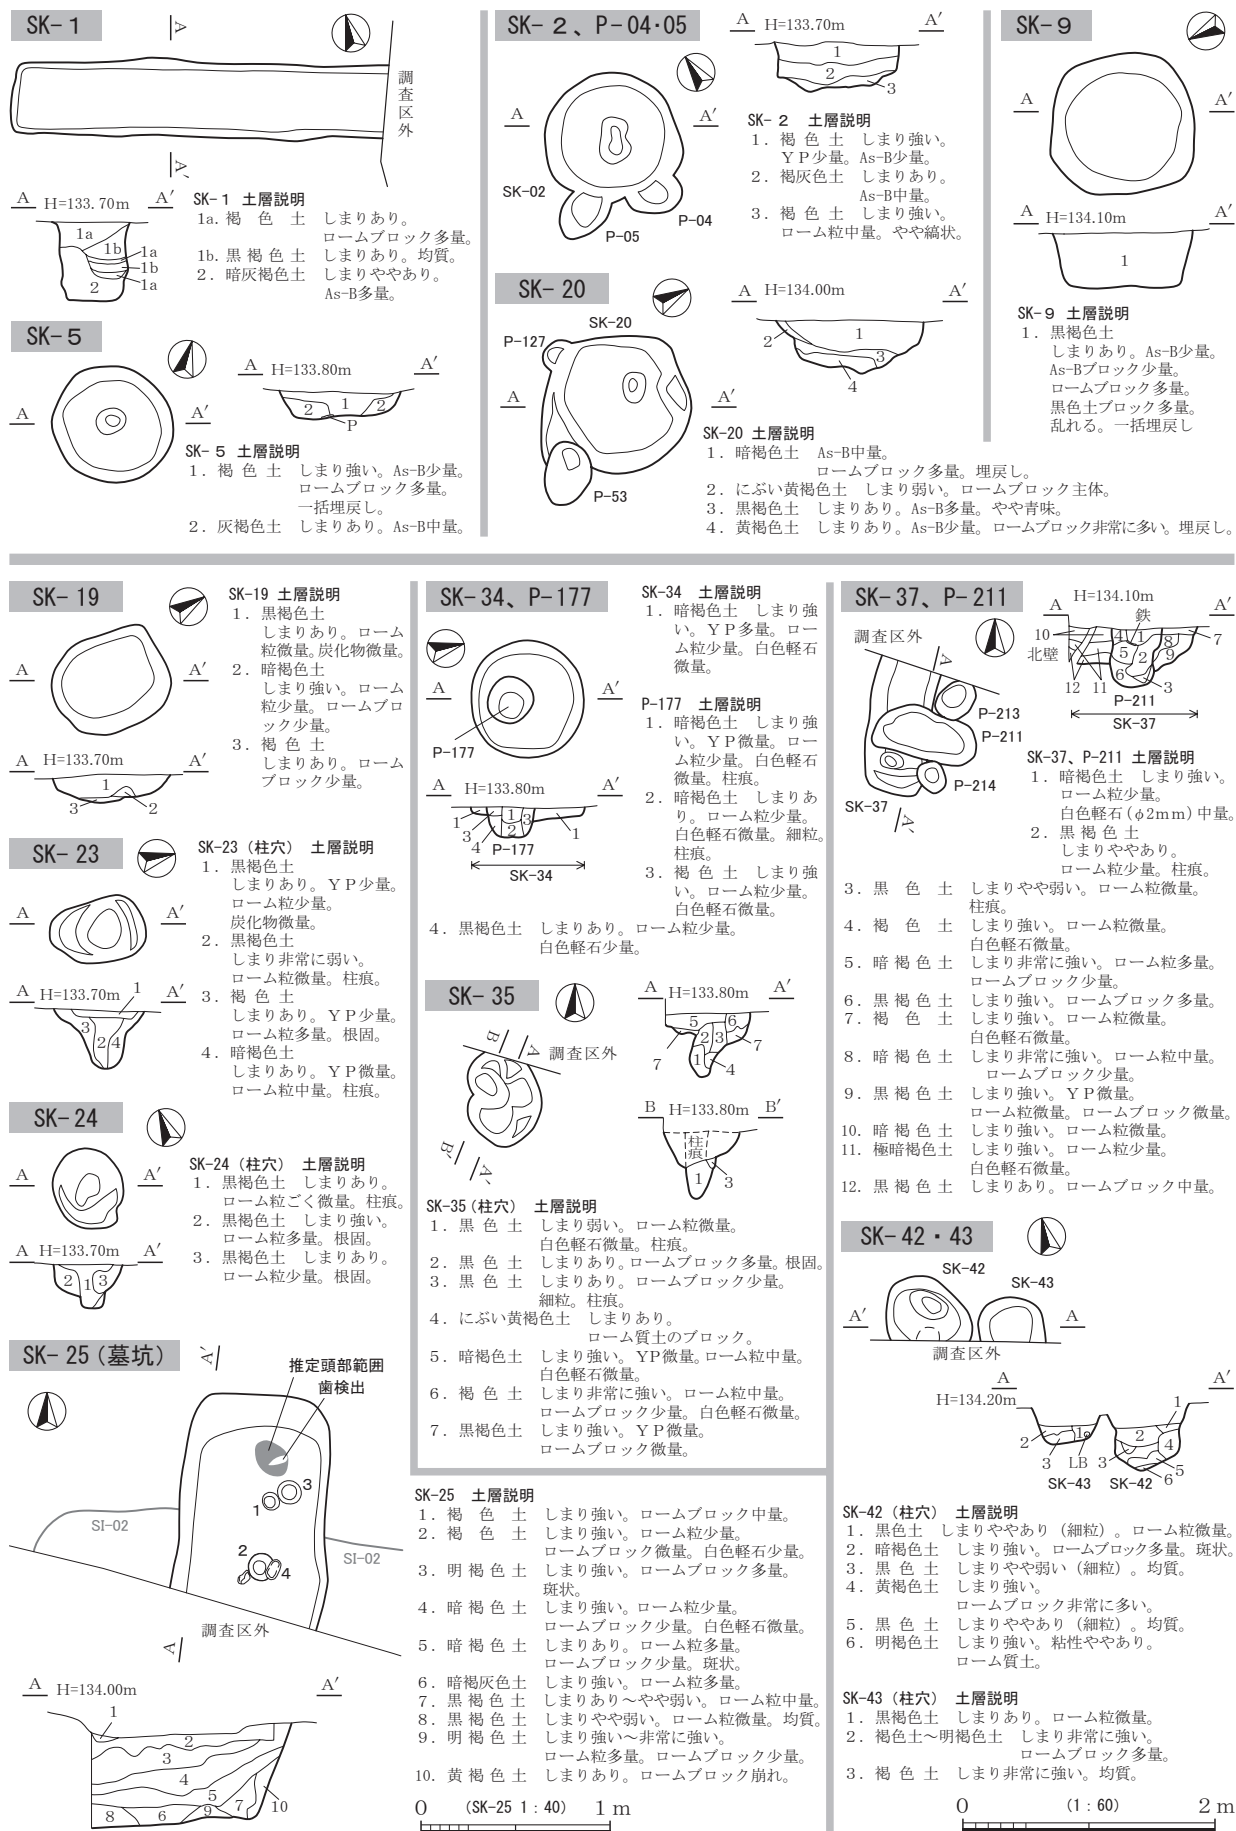 SK-1
A
A′
調査区外
A H=133.70m A′
1a
1b
1a
1b
1a
2
SK-1 土層説明
1a. 褐色土 しまりあり。
ロームブロック多量。
1b. 黒褐色土 しまりあり。均質。
2. 暗灰褐色土 しまりややあり。
As-B多量。
SK-5
A A′
A H=133.80m A′
2 1 2
P
SK-5 土層説明
1. 褐色土 しまり強い。As-B少量。
ロームブロック多量。
一括埋戻し。
2. 灰褐色土 しまりあり。As-B中量。
SK-2、P-04・05
A A′
SK-02
P-04
P-05
A H=133.70m A′
1
2
3
SK-2 土層説明
1. 褐色土 しまり強い。
YP少量。As-B少量。
2. 褐灰色土 しまりあり。
As-B中量。
3. 褐色土 しまり強い。
ローム粒中量。やや縞状。
SK-20
SK-20
P-127
A A′
P-53
A H=134.00m A′
1
2
3
4
SK-20 土層説明
1. 暗褐色土 As-B中量。
ロームブロック多量。埋戻し。
2. にぶい黄褐色土 しまり弱い。ロームブロック主体。
3. 黒褐色土 しまりあり。As-B多量。やや青味。
4. 黄褐色土 しまりあり。As-B少量。ロームブロック非常に多い。埋戻し。
SK-9
A A′
A H=134.10m A′
1
SK-9 土層説明
1. 黒褐色土
しまりあり。As-B少量。
As-Bブロック少量。
ロームブロック多量。
黒色土ブロック多量。
乱れる。一括埋戻し
SK-19
A A′
A H=133.70m A′
1
3 2
SK-19 土層説明
1. 黒褐色土
しまりあり。ローム
粒微量。炭化物微量。
2. 暗褐色土
しまり強い。ローム
粒少量。ロームブロ
ック少量。
3. 褐色土
しまりあり。ローム
ブロック少量。
SK-23
A A′
A H=133.70m 1 A′
3
2 4
SK-23（柱穴） 土層説明
1. 黒褐色土
しまりあり。YP少量。
ローム粒少量。
炭化物微量。
2. 黒褐色土
しまり非常に弱い。
ローム粒微量。柱痕。
3. 褐色土
しまりあり。YP少量。
ローム粒多量。根固。
4. 暗褐色土
しまりあり。YP微量。
ローム粒中量。柱痕。
SK-24
A A′
A H=133.70m A′
2 1 3
SK-24（柱穴） 土層説明
1. 黒褐色土 しまりあり。
ローム粒ごく微量。柱痕。
2. 黒褐色土 しまり強い。
ローム粒多量。根固。
3. 黒褐色土 しまりあり。
ローム粒少量。根固。
SK-25（墓坑）
A′
推定頭部範囲
歯検出
3
1
2
4
SI-02
SI-02
調査区外
A
A H=134.00m A′
1
2
3
4
5
8 6 9 7 10
SK-34、P-177
A A′
P-177
A H=133.80m A′
1 1 3
3 2 1
4 P-177
SK-34
SK-34 土層説明
1. 暗褐色土 しまり強
い。YP多量。ロー
ム粒少量。白色軽石
微量。
P-177 土層説明
1. 暗褐色土 しまり強
い。YP微量。ロー
ム粒少量。白色軽石
微量。柱痕。
2. 暗褐色土 しまりあ
り。ローム粒少量。
白色軽石微量。細粒。
柱痕。
3. 褐色土 しまり強
い。ローム粒少量。
白色軽石微量。
4. 黒褐色土 しまりあり。ローム粒少量。
白色軽石少量。
SK-35
B
A 調査区外
B′ A′
A H=133.80m A′
5 6
2 3
7 7
1 4
B H=133.80m B′
柱痕
1 3
SK-35（柱穴） 土層説明
1. 黒色土 しまり弱い。ローム粒微量。
白色軽石微量。柱痕。
2. 黒色土 しまりあり。ロームブロック多量。根固。
3. 黒色土 しまりあり。ロームブロック少量。
細粒。柱痕。
4. にぶい黄褐色土 しまりあり。
ローム質土のブロック。
5. 暗褐色土 しまり強い。YP微量。ローム粒中量。
白色軽石微量。
6. 褐色土 しまり非常に強い。ローム粒中量。
ロームブロック少量。白色軽石微量。
7. 黒褐色土 しまり強い。YP微量。
ロームブロック微量。
SK-25 土層説明
1. 褐色土 しまり強い。ロームブロック中量。
2. 褐色土 しまり強い。ローム粒少量。
ロームブロック微量。白色軽石少量。
3. 明褐色土 しまり強い。ロームブロック多量。
斑状。
4. 暗褐色土 しまり強い。ローム粒少量。
ロームブロック少量。白色軽石微量。
5. 暗褐色土 しまりあり。ローム粒多量。
ロームブロック少量。斑状。
6. 暗褐灰色土 しまり強い。ローム粒多量。
7. 黒褐色土 しまりあり～やや弱い。ローム粒中量。
8. 黒褐色土 しまりやや弱い。ローム粒微量。均質。
9. 明褐色土 しまり強い～非常に強い。
ローム粒多量。ロームブロック少量。
10. 黄褐色土 しまりあり。ロームブロック崩れ。
0 （SK-25 1：40） 1m
SK-37、P-211
調査区外
A
P-213
P-211
P-214
SK-37
A′
A H=134.10m A′
鉄
10 4 1 8 7
北壁 5 2 9
6
12 11 3
P-211
SK-37
SK-37、P-211 土層説明
1. 暗褐色土 しまり強い。
ローム粒少量。
白色軽石（φ2mm）中量。
2. 黒褐色土
しまりややあり。
ローム粒少量。柱痕。
3. 黒色土 しまりやや弱い。ローム粒微量。
柱痕。
4. 褐色土 しまり強い。ローム粒微量。
白色軽石微量。
5. 暗褐色土 しまり非常に強い。ローム粒多量。
ロームブロック少量。
6. 黒褐色土 しまり強い。ロームブロック多量。
7. 褐色土 しまり強い。ローム粒微量。
白色軽石微量。
8. 暗褐色土 しまり非常に強い。ローム粒中量。
ロームブロック少量。
9. 黒褐色土 しまり強い。YP微量。
ローム粒微量。ロームブロック微量。
10. 暗褐色土 しまり強い。ローム粒微量。
11. 極暗褐色土 しまり強い。ローム粒少量。
白色軽石微量。
12. 黒褐色土 しまりあり。ロームブロック中量。
SK-42・43
SK-42
SK-43
A′ A
調査区外
A A′
H=134.20m
1
2 1 2 4
3 LB 3 5
SK-43 SK-42 6
SK-42（柱穴） 土層説明
1. 黒色土 しまりややあり（細粒）。ローム粒微量。
2. 暗褐色土 しまり強い。ロームブロック多量。斑状。
3. 黒色土 しまりやや弱い（細粒）。均質。
4. 黄褐色土 しまり強い。
ロームブロック非常に多い。
5. 黒色土 しまりややあり（細粒）。均質。
6. 明褐色土 しまり強い。粘性ややあり。
ローム質土。
SK-43（柱穴） 土層説明
1. 黒褐色土 しまりあり。ローム粒微量。
2. 褐色土～明褐色土 しまり非常に強い。
ロームブロック多量。
3. 褐色土 しまり非常に強い。均質。
0 （1：60） 2m